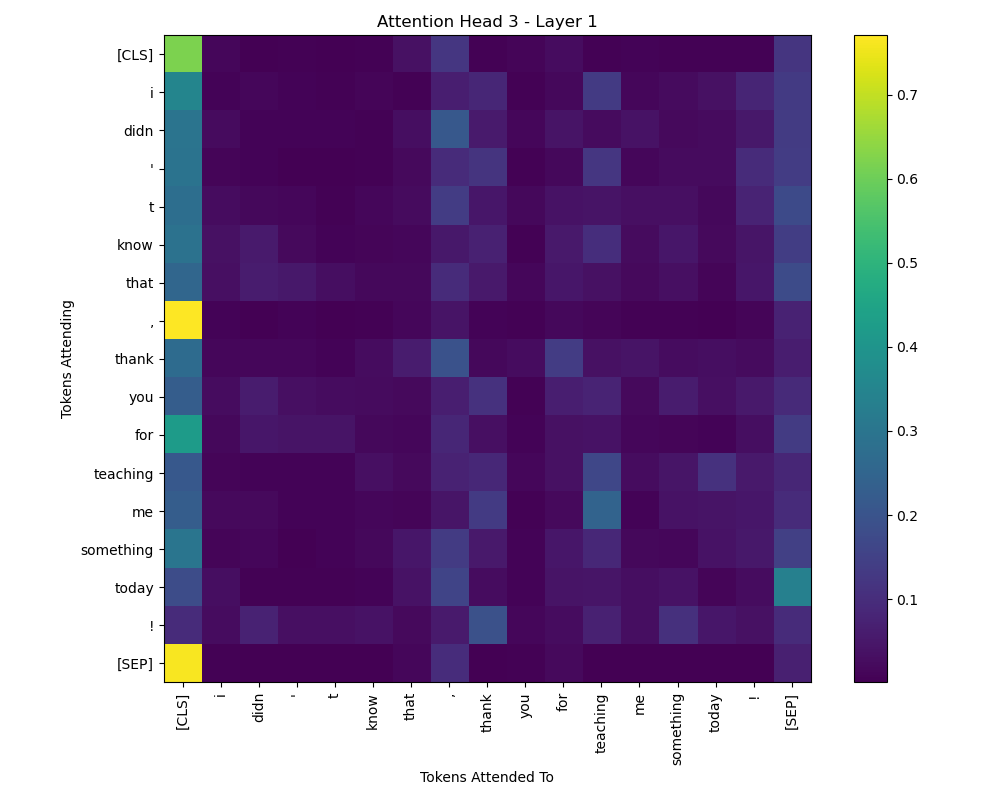 Attention Head 3 - Layer 1
[CLS]
i
didn
'
t
know
that
,
thank
you
for
teaching
me
something
today
!
[SEP]
Tokens Attending
[CLS]
i
didn
'
t
know
that
,
thank
you
for
teaching
me
something
today
!
[SEP]
Tokens Attended To
0.7
0.6
0.5
0.4
0.3
0.2
0.1